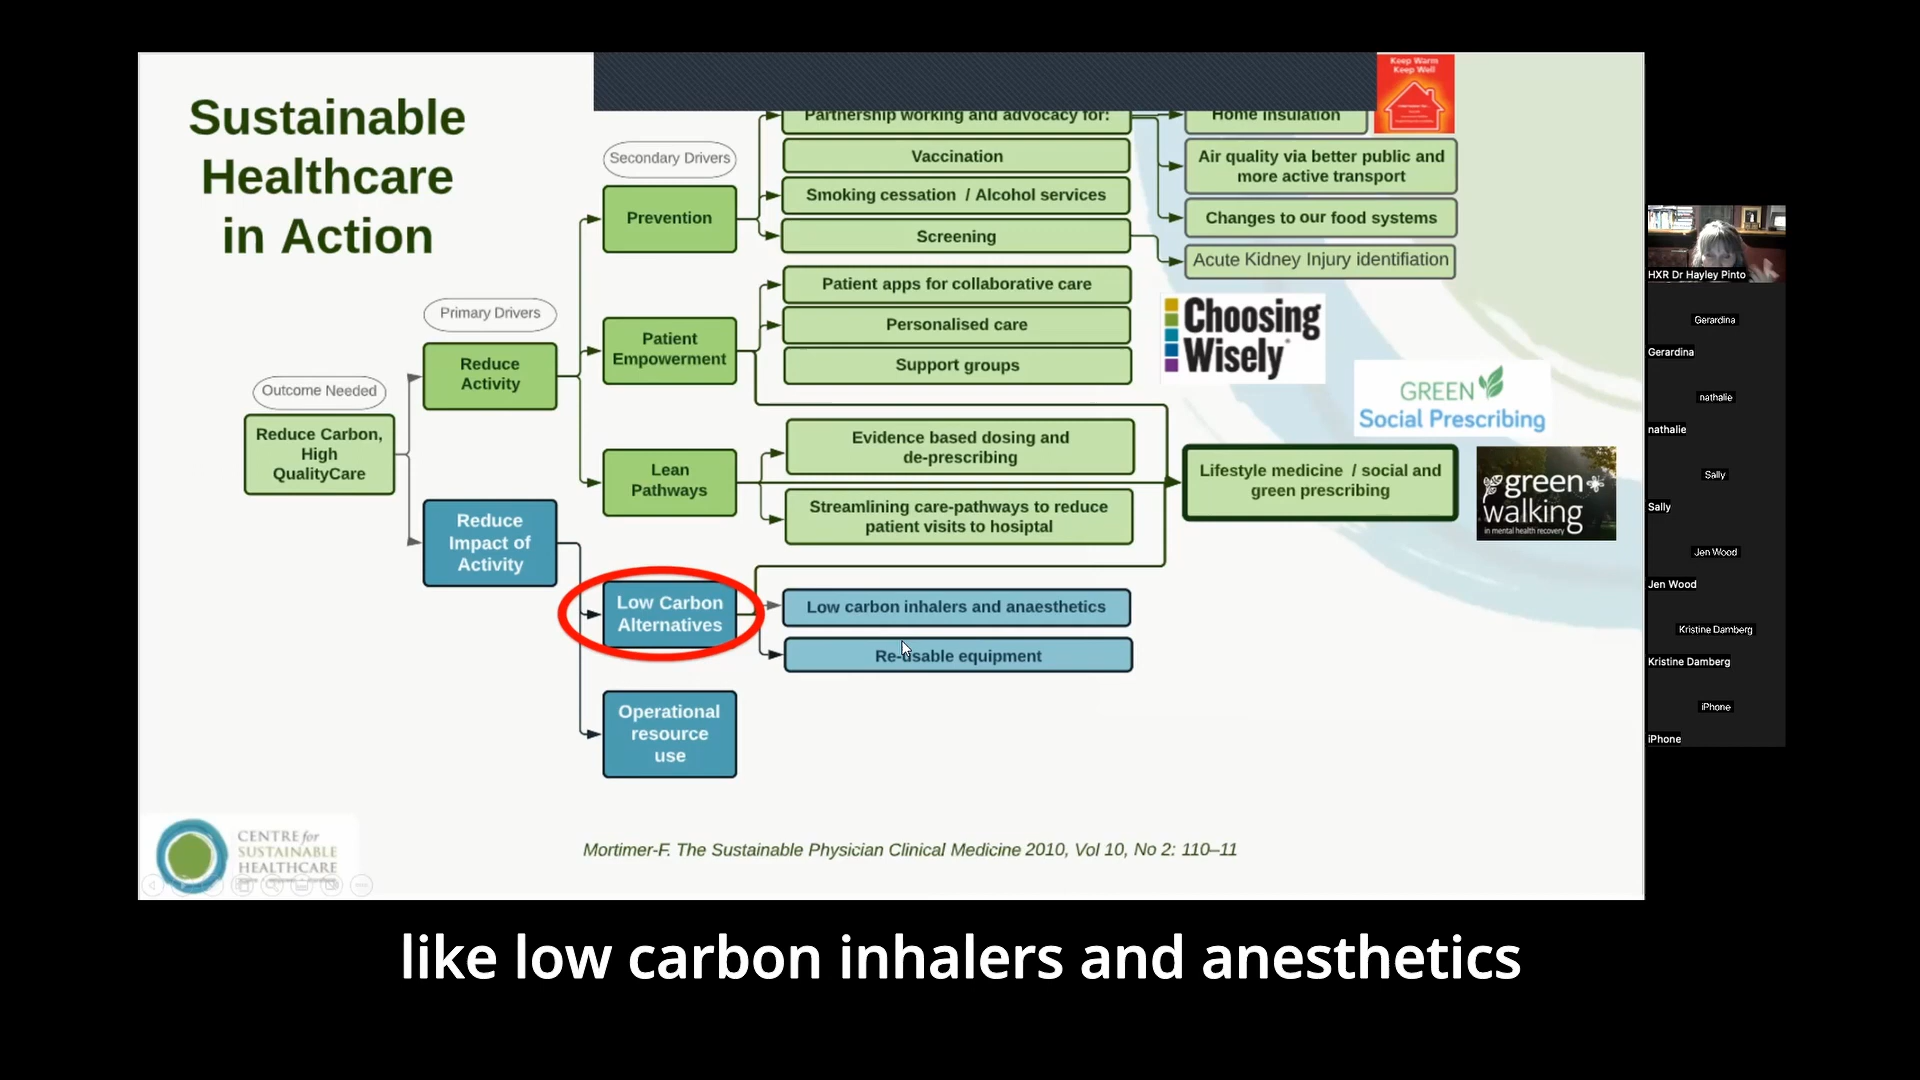 Sustainable
Healthcare
in Action
Outcome Needed
Reduce Carbon,
High
QualityCare
Primary Drivers
Reduce
Activity
Reduce
Impact of
Activity
Secondary Drivers
Prevention
Patient
Empowerment
Lean
Pathways
Low Carbon
Alternatives
Operational
resource
use
Partnership working and advocacy for:
Vaccination
Smoking cessation / Alcohol services
Screening
Patient apps for collaborative care
Personalised care
Support groups
Evidence based dosing and
de-prescribing
Streamlining care-pathways to reduce
patient visits to hosiptal
Low carbon inhalers and anaesthetics
Re-usable equipment
Home insulation
Keep Warm
Keep Well
Air quality via better public and
more active transport
Changes to our food systems
Acute Kidney Injury identifiation
Choosing
Wisely
GREEN
Social Prescribing
Lifestyle medicine / social and
green prescribing
green
walking
in mental health recovery
CENTRE for
SUSTAINABLE
HEALTHCARE
Mortimer-F. The Sustainable Physician Clinical Medicine 2010, Vol 10, No 2: 110–11
HXR Dr Hayley Pinto
Gerardina
Gerardina
nathalie
nathalie
Sally
Sally
Jen Wood
Jen Wood
Kristine Damberg
Kristine Damberg
iPhone
iPhone
like low carbon inhalers and anesthetics